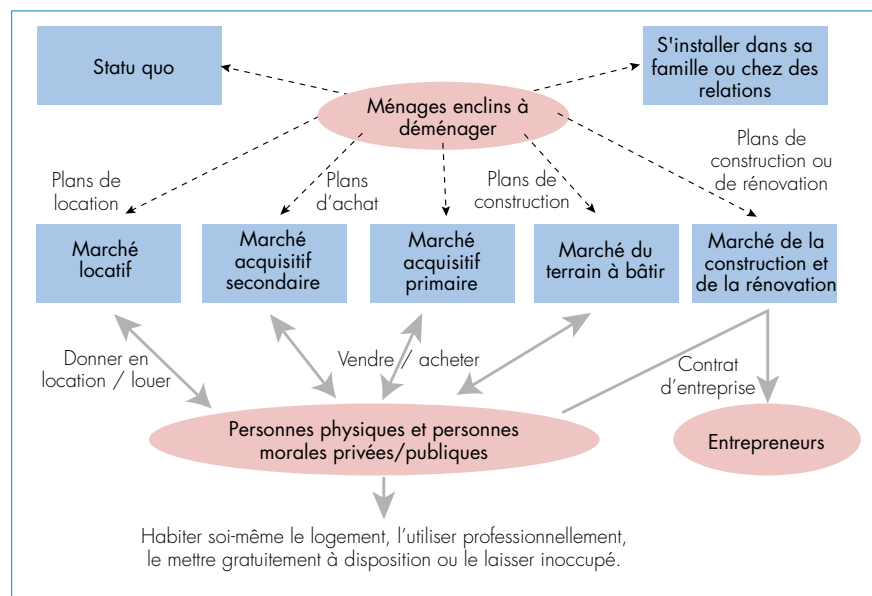 Statu quo
S'installer dans sa
famille ou chez des
relations
Ménages enclins à
déménager
Plans de
location
Plans
d'achat
Plans de
construction
Plans de
construction ou
de rénovation
Marché
locatif
Marché
acquisitif
secondaire
Marché
acquisitif
primaire
Marché du
terrain à bâtir
Marché de la
construction et
de la rénovation
Donner en
location / louer
Vendre / acheter
Contrat
d'entreprise
Personnes physiques et personnes
morales privées/publiques
Entrepreneurs
Habiter soi-même le logement, l'utiliser professionnellement,
le mettre gratuitement à disposition ou le laisser inoccupé.